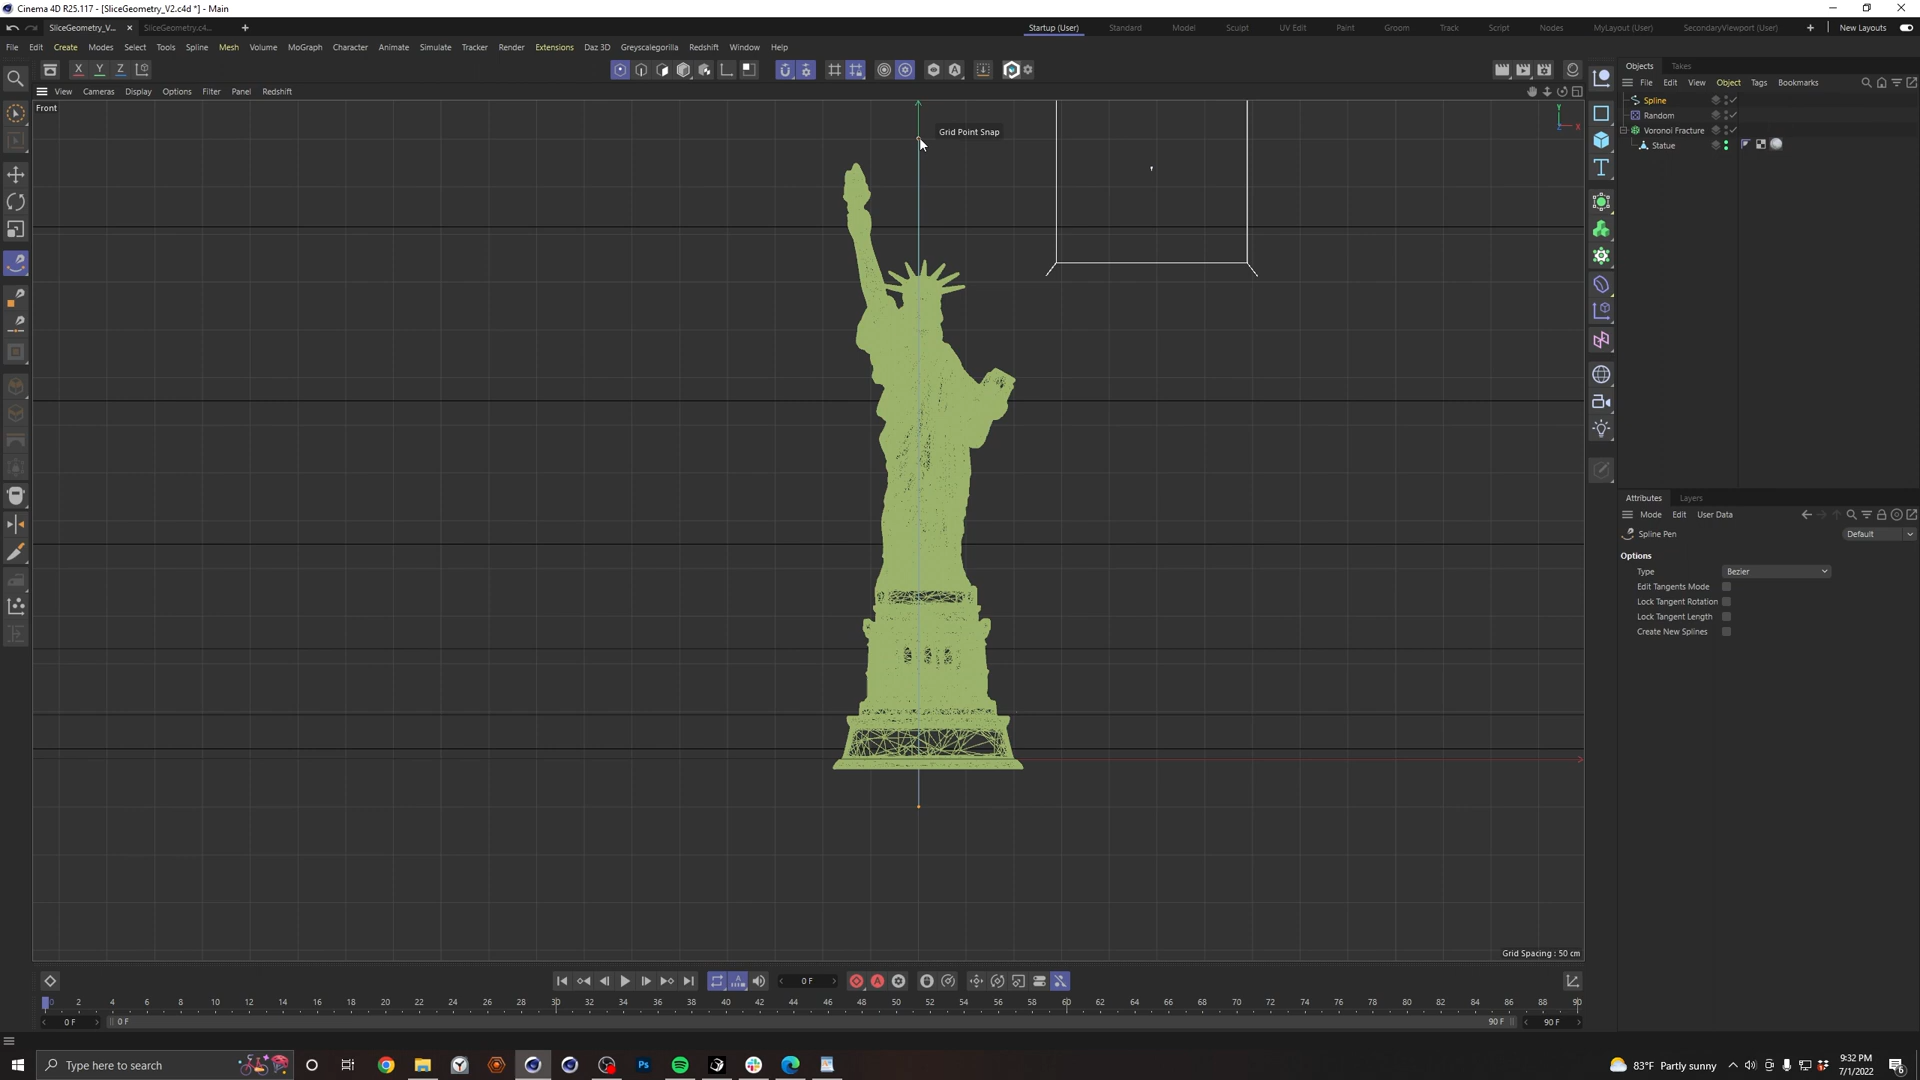 Cinema 4D R25.117 - [SliceGeometry_V2.c4d *] - Main
SliceGeometry_V... × SliceGeometry.c4... +
Startup (User) Standard Model Sculpt UV Edit Paint Groom Track Script Nodes MyLayout (User) SecondaryViewport (User) + New Layouts
File Edit Create Modes Select Tools Spline Mesh Volume MoGraph Character Animate Simulate Tracker Render Extensions Daz 3D Greyscalegorilla Redshift Window Help
X Y Z
Objects Takes
File Edit View Object Tags Bookmarks
View Cameras Display Options Filter Panel Redshift
Front
Spline
Random
Voronoi Fracture
Statue
Y
X
Z
Grid Point Snap
Attributes Layers
Mode Edit User Data
Spline Pen Default
Options
Type Bezier
Edit Tangents Mode
Lock Tangent Rotation
Lock Tangent Length
Create New Splines
Grid Spacing : 50 cm
0 F
0 2 4 6 8 10 12 14 16 18 20 22 24 26 28 30 32 34 36 38 40 42 44 46 48 50 52 54 56 58 60 62 64 66 68 70 72 74 76 78 80 82 84 86 88 90
0 F 0 F 90 F 90 F
Type here to search
Ps
83°F Partly sunny
9:32 PM
7/1/2022
6